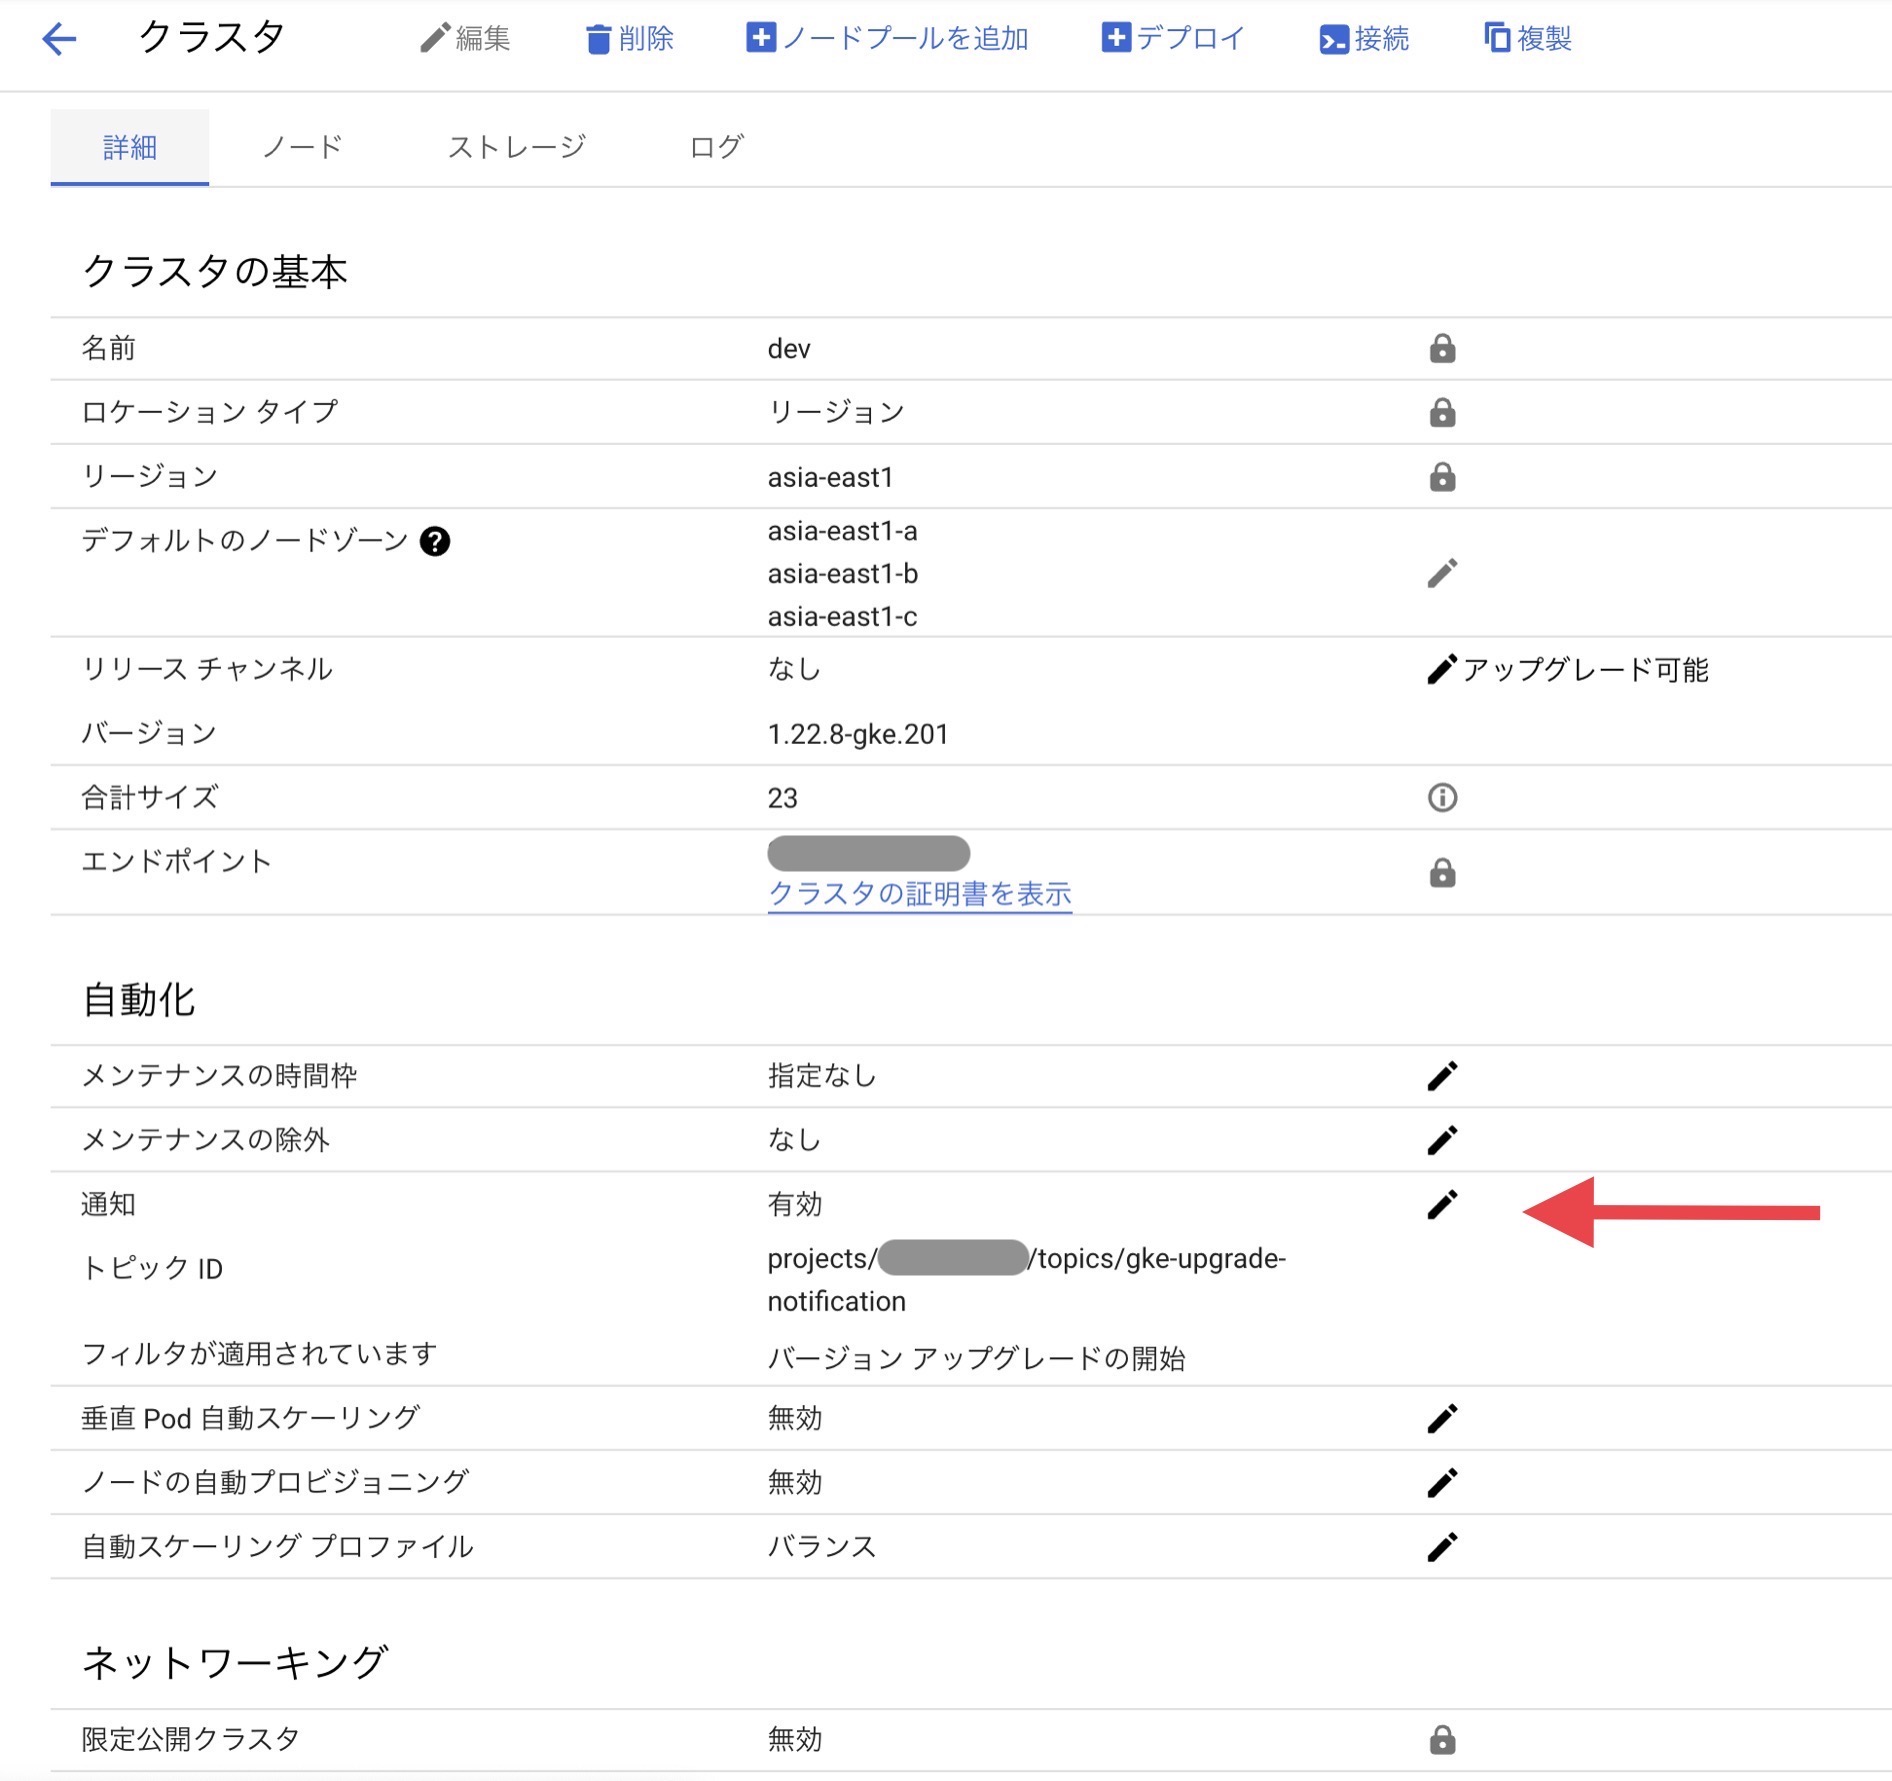 クラスタ 編集 削除 ノードプールを追加 デプロイ 接続 複製
詳細 ノード ストレージ ログ
クラスタの基本
名前 dev
ロケーション タイプ リージョン
リージョン asia-east1
デフォルトのノードゾーン asia-east1-a
asia-east1-b
asia-east1-c
リリース チャンネル なし アップグレード可能
バージョン 1.22.8-gke.201
合計サイズ 23
エンドポイント
クラスタの証明書を表示
自動化
メンテナンスの時間枠 指定なし
メンテナンスの除外 なし
通知 有効
トピック ID projects/ /topics/gke-upgrade-
notification
フィルタが適用されています バージョン アップグレードの開始
垂直 Pod 自動スケーリング 無効
ノードの自動プロビジョニング 無効
自動スケーリング プロファイル バランス
ネットワーキング
限定公開クラスタ 無効